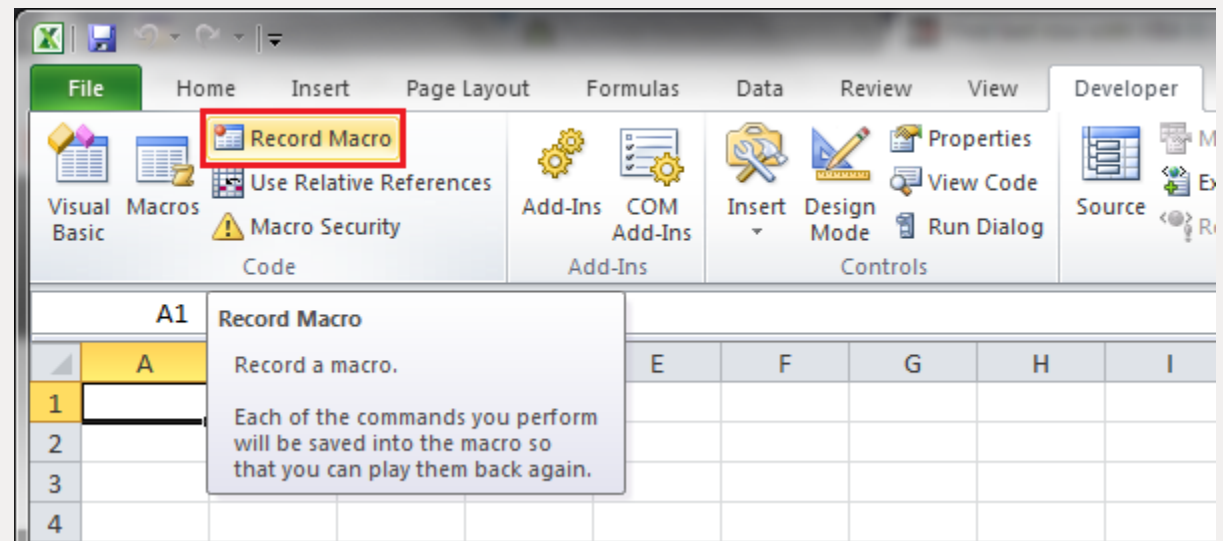 File Home Insert Page Layout Formulas Data Review View Developer
Record Macro Properties
Use Relative References View Code
Visual Basic Macros Add-Ins COM Add-Ins Insert Design Mode Source
Macro Security Run Dialog
Code Add-Ins Controls
A1
Record Macro
Record a macro.
Each of the commands you perform
will be saved into the macro so
that you can play them back again.
A E F G H I
1
2
3
4